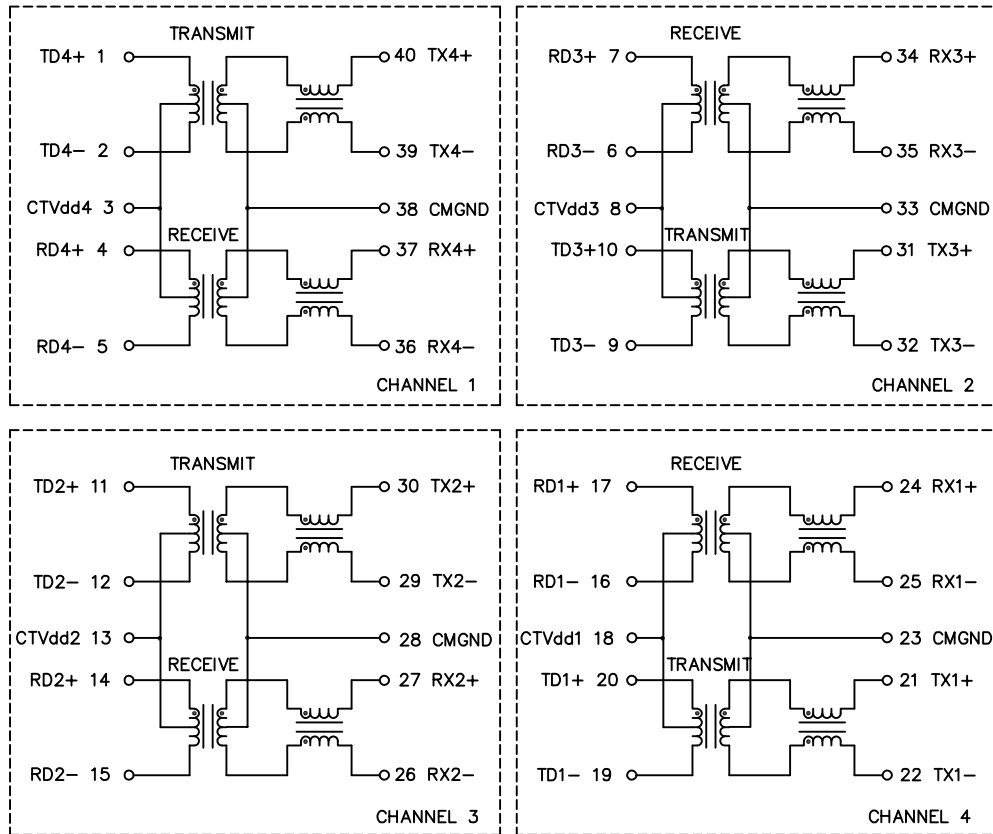 TRANSMIT
TD4+ 1
40 TX4+
TD4- 2
39 TX4-
CTVdd4 3
38 CMGND
RECEIVE
RD4+ 4
37 RX4+
RD4- 5
36 RX4-
CHANNEL 1
RECEIVE
RD3+ 7
34 RX3+
RD3- 6
35 RX3-
CTVdd3 8
33 CMGND
TRANSMIT
TD3+10
31 TX3+
TD3- 9
32 TX3-
CHANNEL 2
TRANSMIT
TD2+ 11
30 TX2+
TD2- 12
29 TX2-
CTVdd2 13
28 CMGND
RECEIVE
RD2+ 14
27 RX2+
RD2- 15
26 RX2-
CHANNEL 3
RECEIVE
RD1+ 17
24 RX1+
RD1- 16
25 RX1-
CTVdd1 18
23 CMGND
TRANSMIT
TD1+ 20
21 TX1+
TD1- 19
22 TX1-
CHANNEL 4